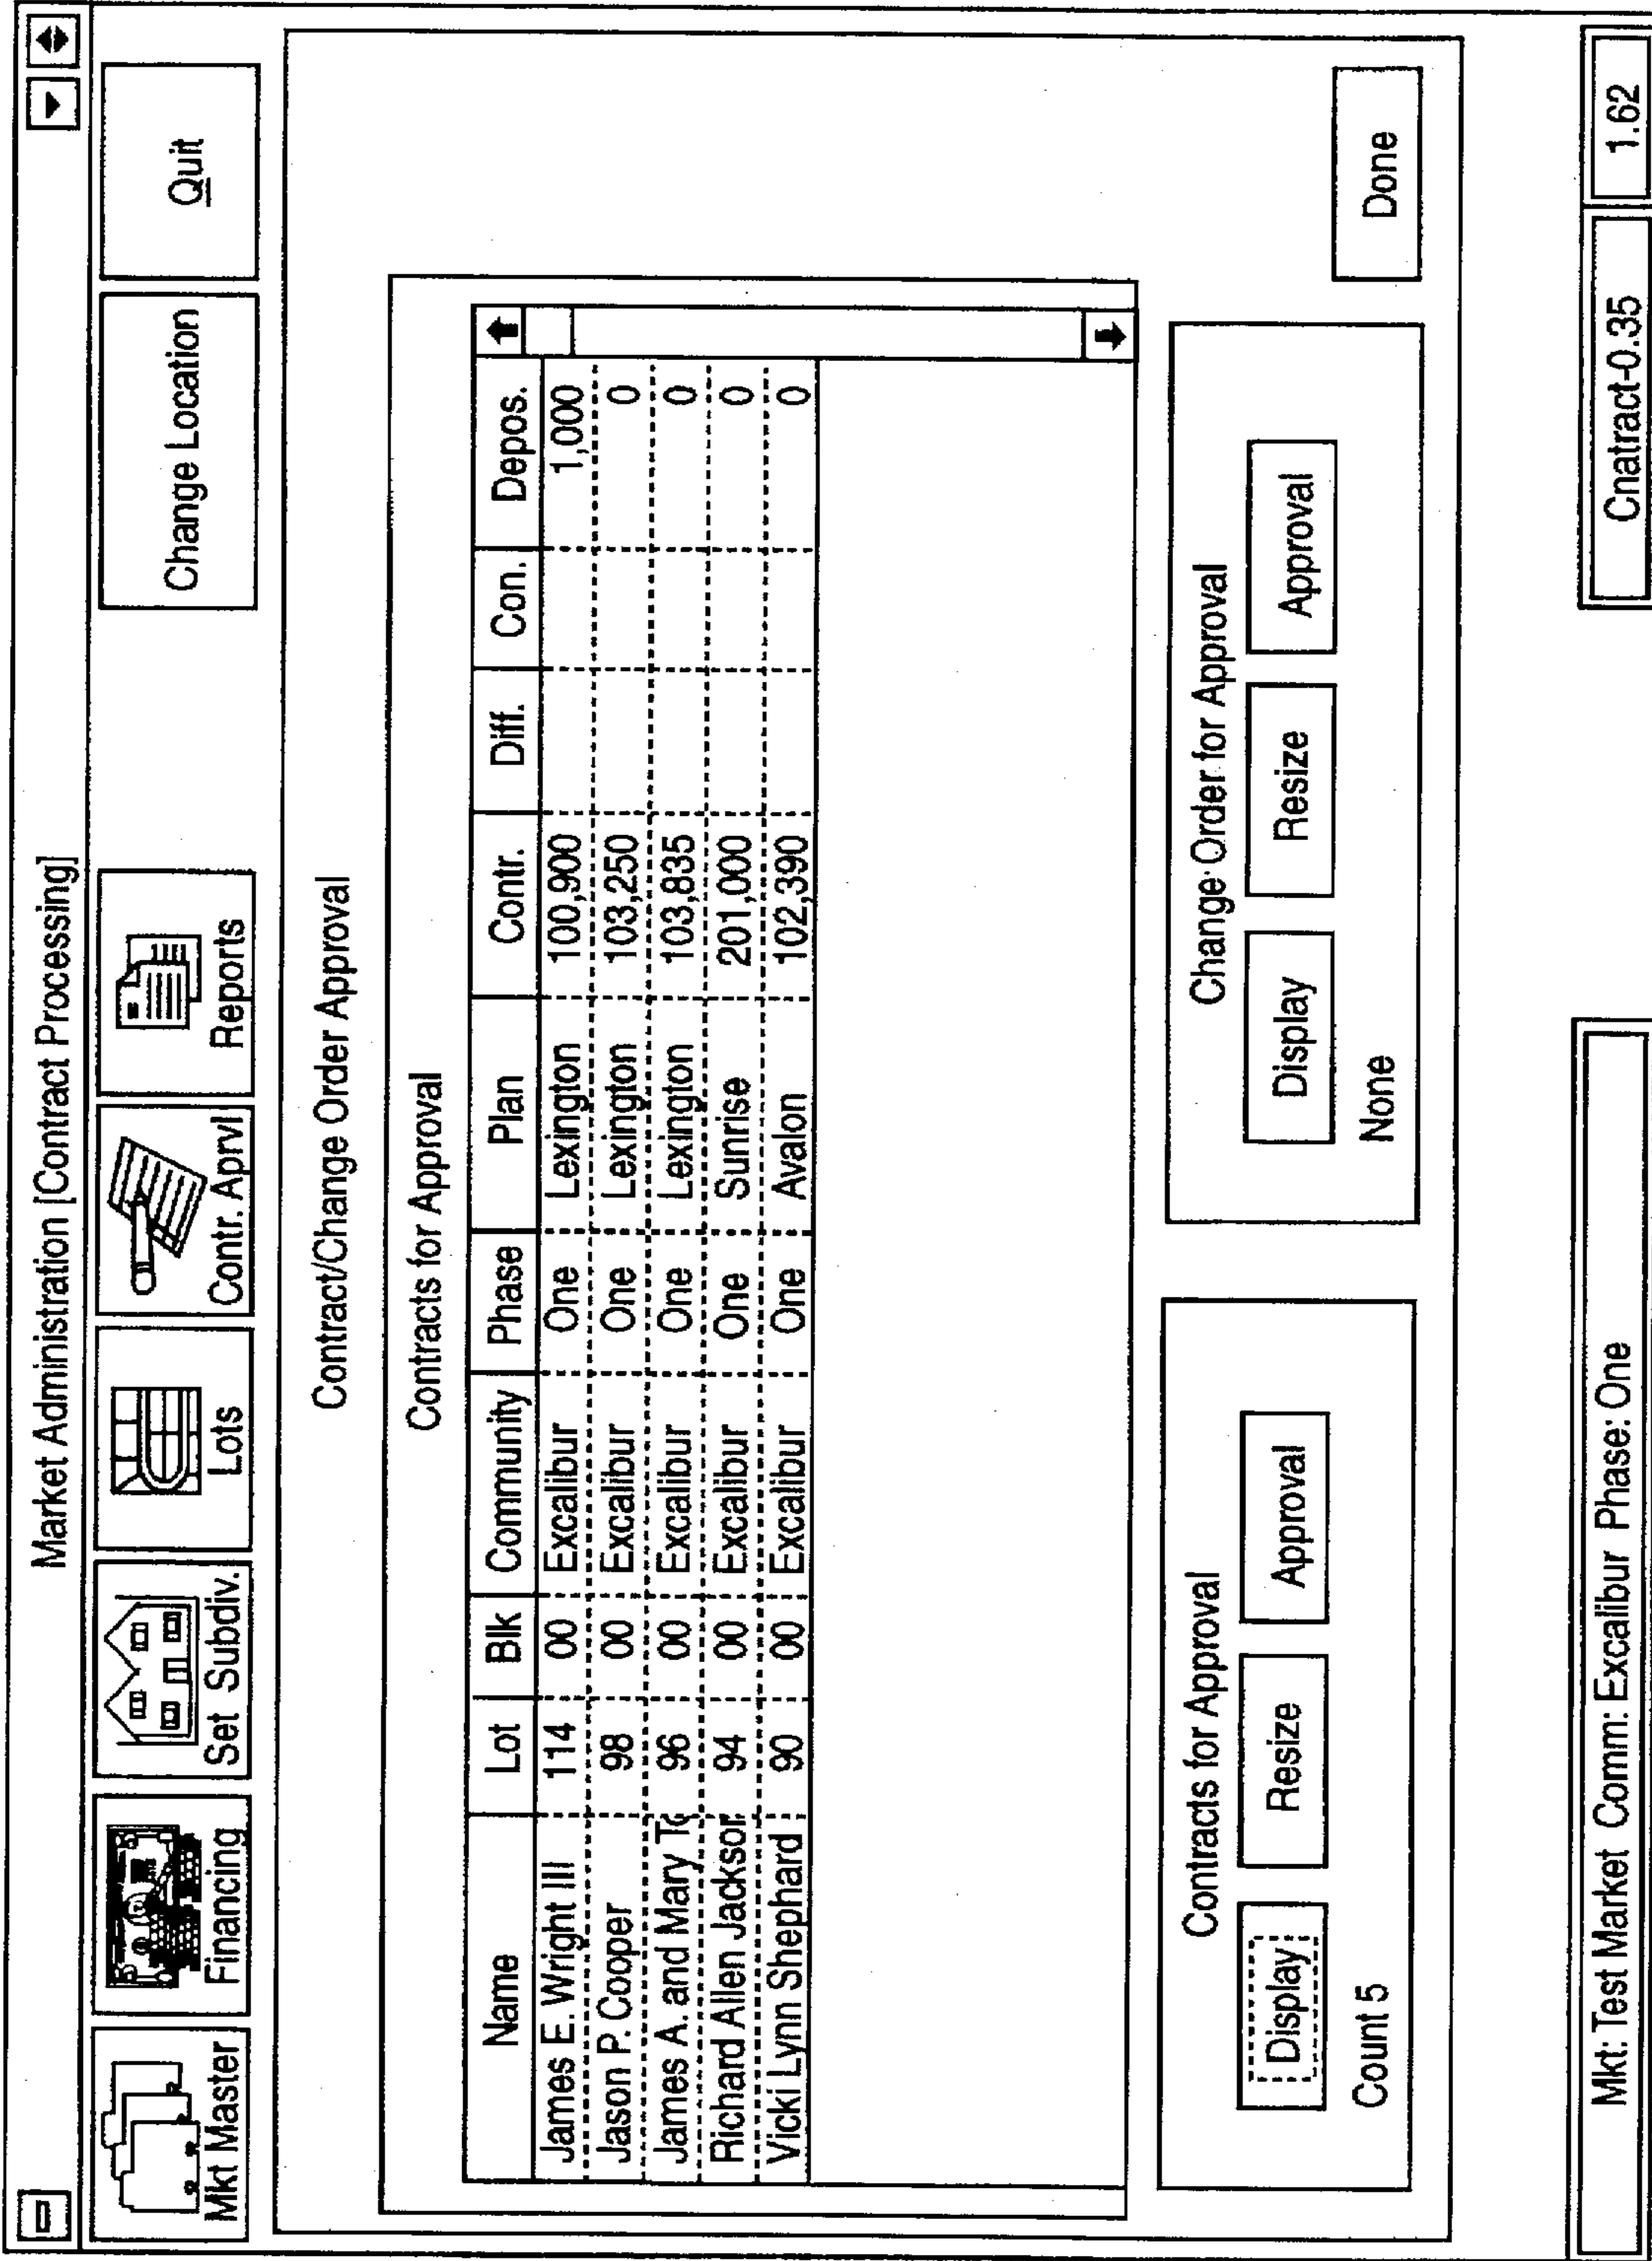 Market Administration [Contract Processing]
Mkt Master Financing Set Subdiv. Lots Contr. Aprvl Reports Change Location Quit
Contract/Change Order Approval
Contracts for Approval
Name Lot Blk Community Phase Plan Contr. Diff. Con. Depos.
James E. Wright III 114 00 Excalibur One Lexington 100,900 1,000
Jason P. Cooper 98 00 Excalibur One Lexington 103,250 0
James A. and Mary To 96 00 Excalibur One Lexington 103,835 0
Richard Allen Jackson 94 00 Excalibur One Sunrise 201,000 0
Vicki Lynn Shephard 90 00 Excalibur One Avalon 102,390 0
Contracts for Approval
Display Resize Approval
Count 5
Change Order for Approval
Display Resize Approval
None
Done
Mkt: Test Market Comm: Excalibur Phase: One
Cnatract-0.35 1.62